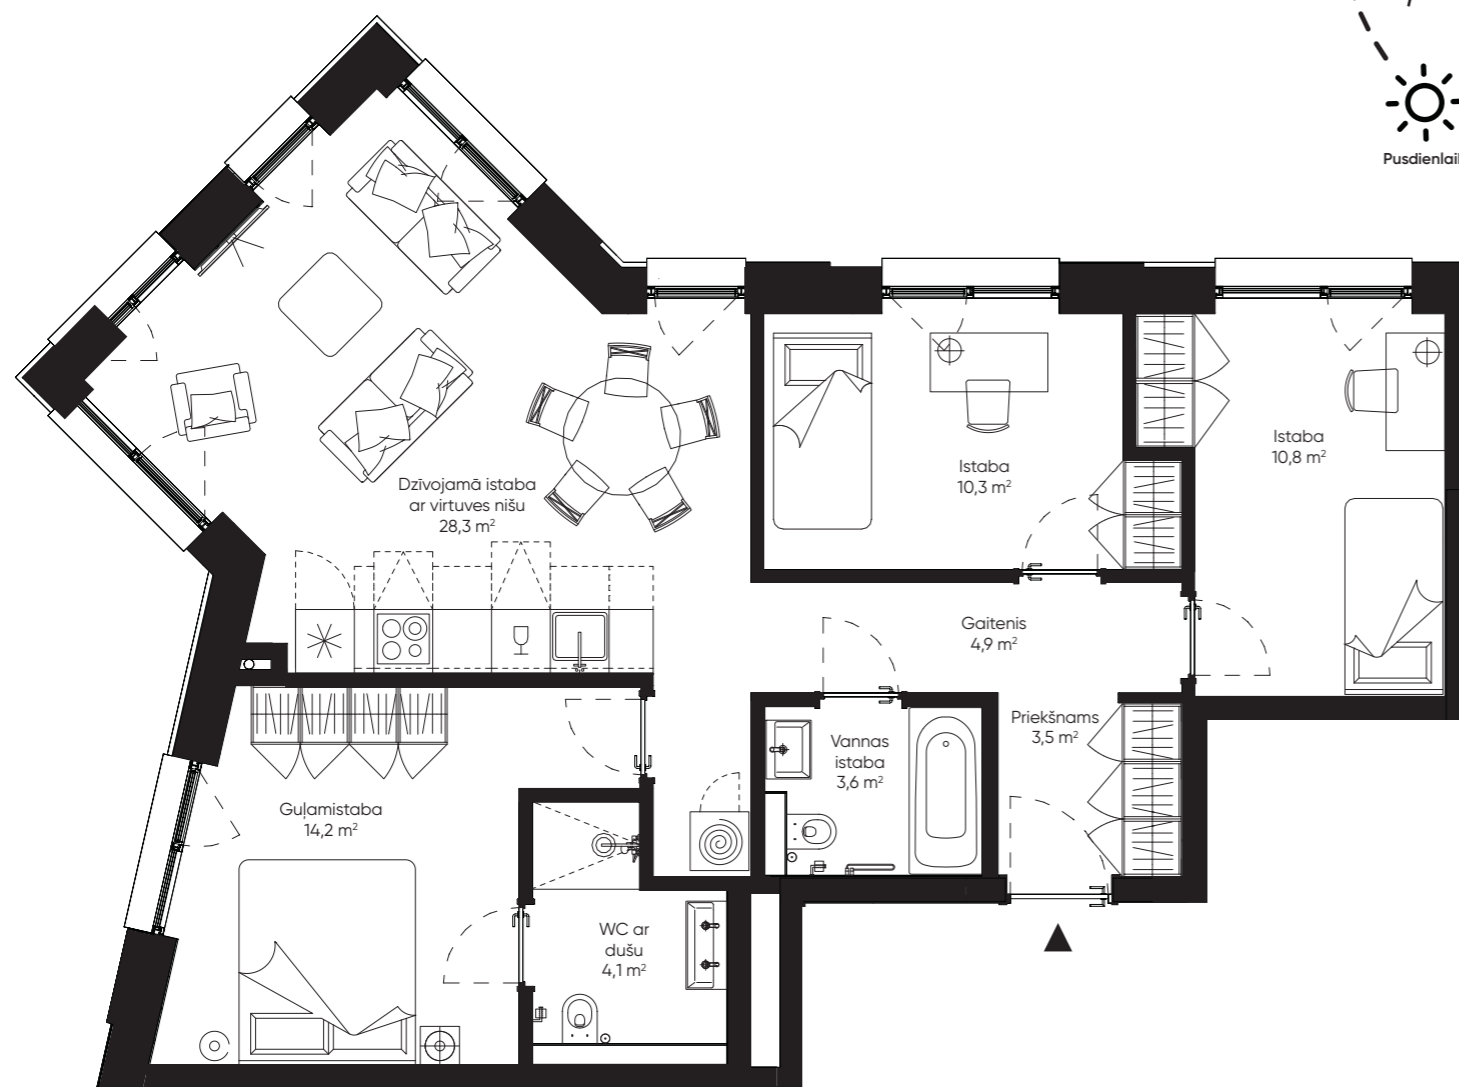 Dzīvojamā istaba
ar virtuves nišu
28,3 m²
Istaba
10,3 m²
Istaba
10,8 m²
Gaitenis
4,9 m²
Priekšnams
3,5 m²
Vannas
istaba
3,6 m²
Guļamistaba
14,2 m²
WC ar
dušu
4,1 m²